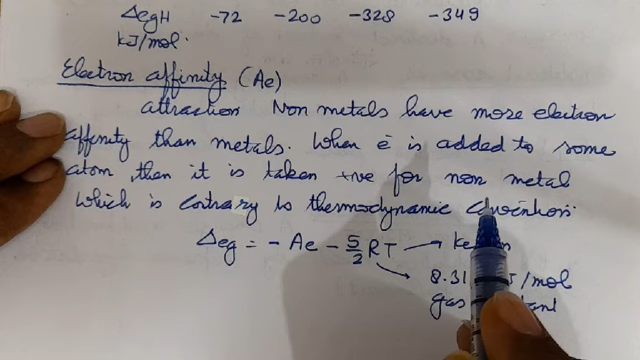 ΔegH -72 -200 -328 -349
kJ/mol.
Electron affinity (Ae)
attraction Non metals have more electron
affinity than metals. When ē is added to some
atom, then it is taken +ve for non metal
which is contrary to thermodynamic
Δeg = - Ae - 5/2 RT →
8.31 /mol
gas